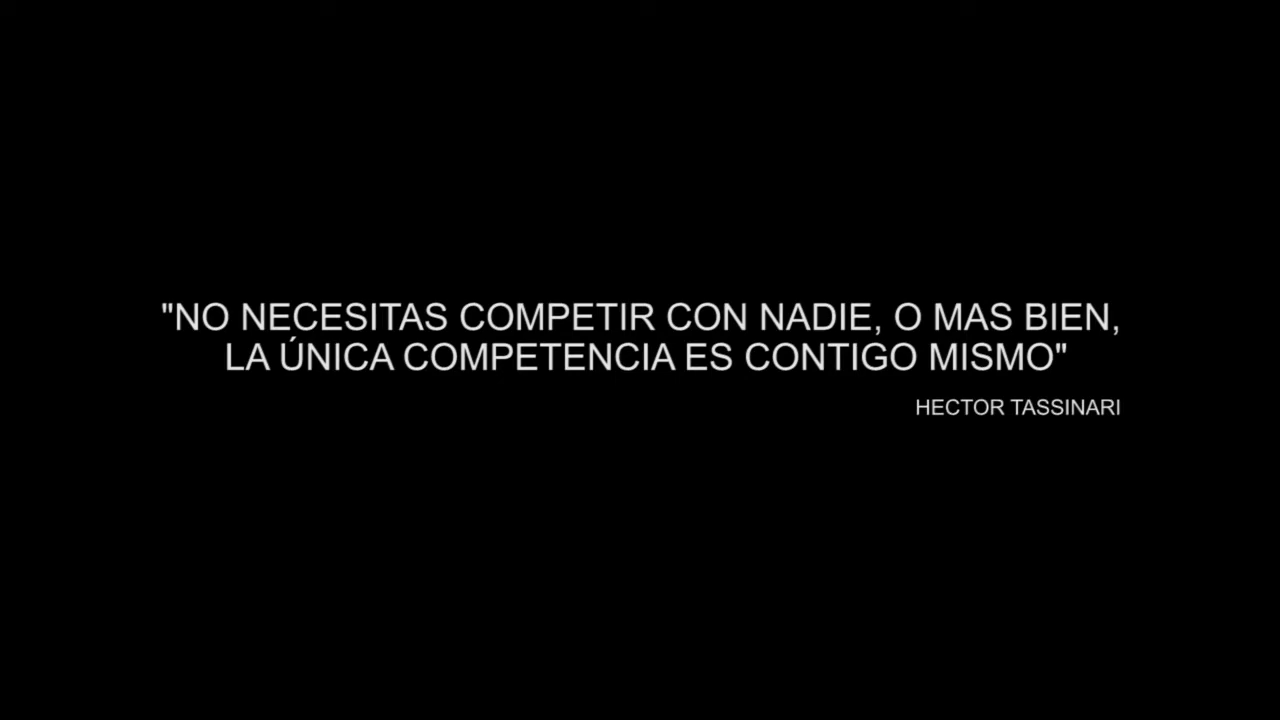 "NO NECESITAS COMPETIR CON NADIE, O MAS BIEN,
LA ÚNICA COMPETENCIA ES CONTIGO MISMO"
HECTOR TASSINARI